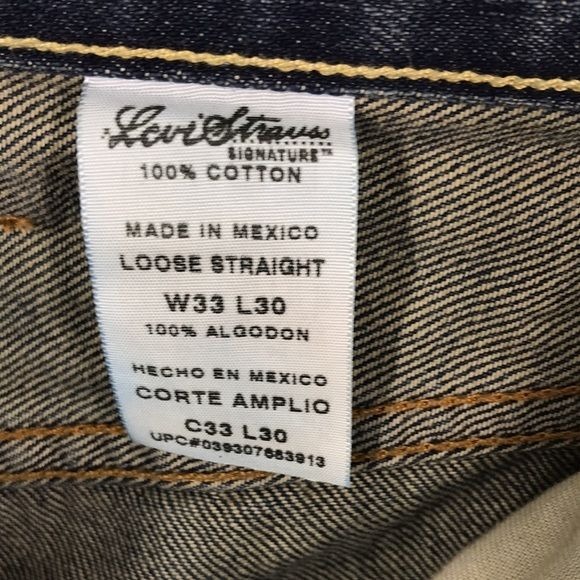 Levi Strauss
SIGNATURE™
100% COTTON
MADE IN MEXICO
LOOSE STRAIGHT
W33 L30
100% ALGODON
HECHO EN MEXICO
CORTE AMPLIO
C33 L30
UPC#039307683913